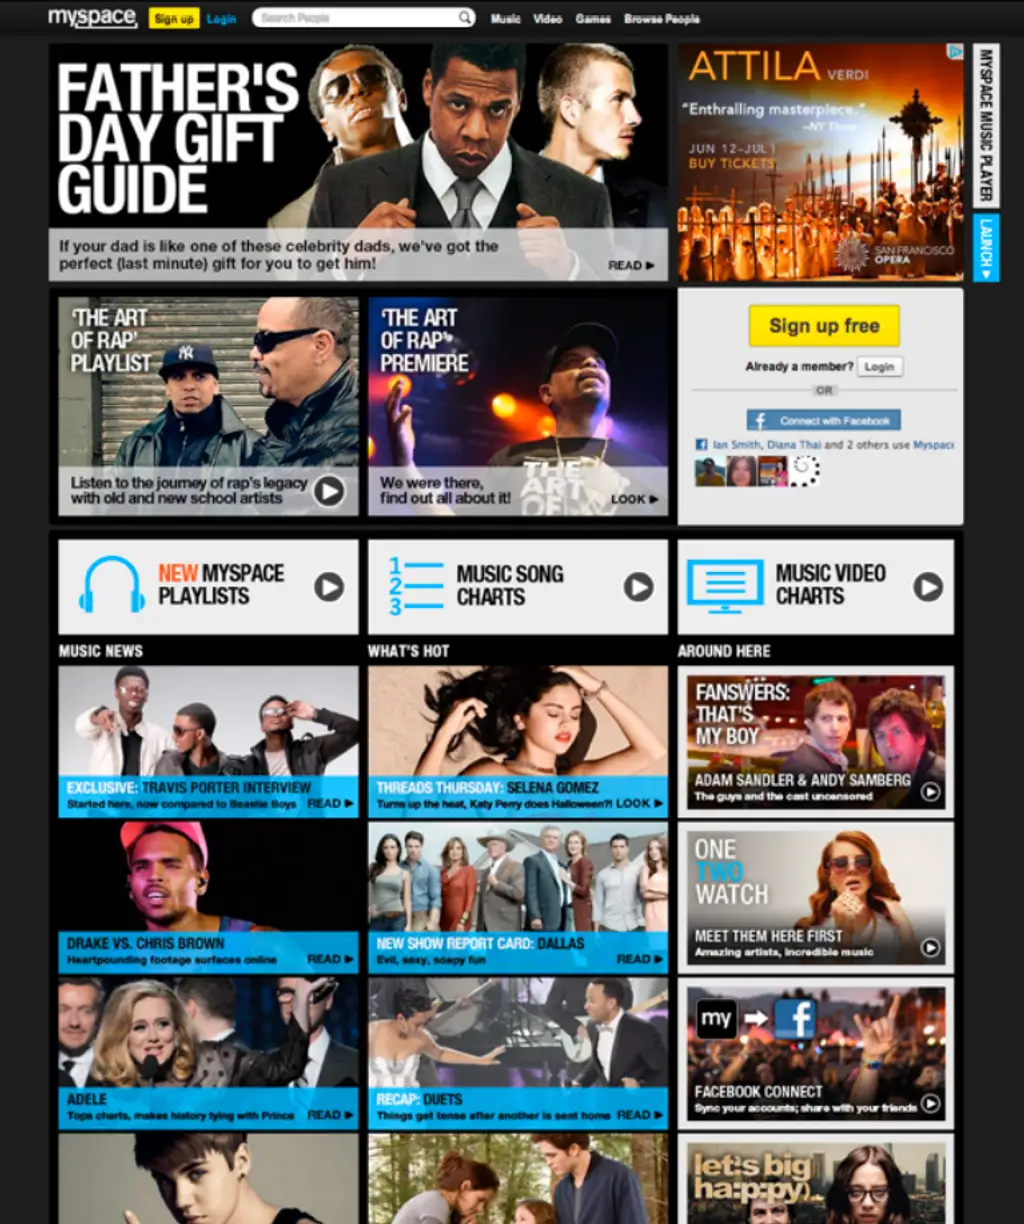 myspace
Sign up
Login
Search People
Music
Video
Games
Browse People
FATHER'S
DAY GIFT
GUIDE
If your dad is like one of these celebrity dads, we've got the
perfect (last minute) gift for you to get him!
READ
ATTILA VERDI
"Enthralling masterpiece."
–NY Times
JUN 12–JUL 1
BUY TICKETS
SAN FRANCISCO
OPERA
MYSPACE MUSIC PLAYER
LAUNCH
'THE ART
OF RAP'
PLAYLIST
Listen to the journey of rap's legacy
with old and new school artists
'THE ART
OF RAP'
PREMIERE
THE
ART
OF
We were there,
find out all about it!
LOOK
Sign up free
Already a member? Login
OR
Connect with Facebook
Ian Smith, Diana Thai and 2 others use Myspace
NEW MYSPACE
PLAYLISTS
1
2
3
MUSIC SONG
CHARTS
MUSIC VIDEO
CHARTS
MUSIC NEWS
WHAT'S HOT
AROUND HERE
EXCLUSIVE: TRAVIS PORTER INTERVIEW
Started here, now compared to Beastie Boys READ
THREADS THURSDAY: SELENA GOMEZ
Turns up the heat, Katy Perry does Halloween?! LOOK
FANSWERS:
THAT'S
MY BOY
ADAM SANDLER & ANDY SAMBERG
The guys and the cast uncensored
DRAKE VS. CHRIS BROWN
Heartpounding footage surfaces online READ
NEW SHOW REPORT CARD: DALLAS
Evil, sexy, soapy fun READ
ONE
TWO
WATCH
MEET THEM HERE FIRST
Amazing artists, incredible music
ADELE
Tops charts, makes history tying with Prince READ
RECAP: DUETS
Things get tense after another is sent home READ
my
f
FACEBOOK CONNECT
Sync your accounts; share with your friends
let's big
ha:p:py)